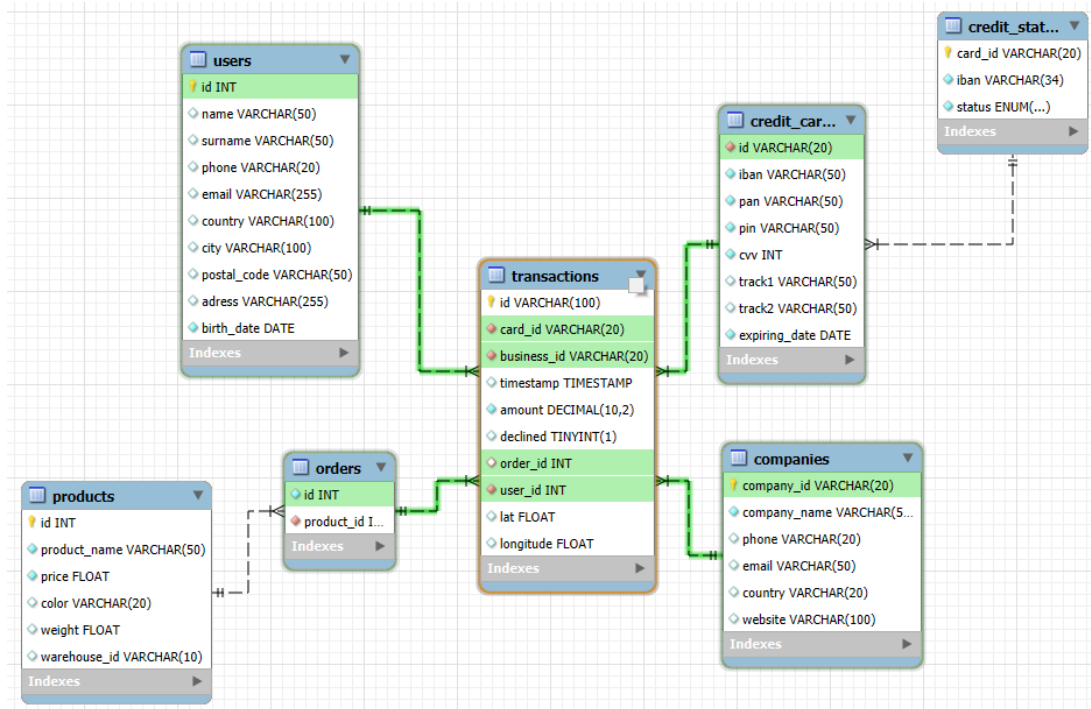 users
id INT
name VARCHAR(50)
surname VARCHAR(50)
phone VARCHAR(20)
email VARCHAR(255)
country VARCHAR(100)
city VARCHAR(100)
postal_code VARCHAR(50)
adress VARCHAR(255)
birth_date DATE
Indexes
products
id INT
product_name VARCHAR(50)
price FLOAT
color VARCHAR(20)
weight FLOAT
warehouse_id VARCHAR(10)
Indexes
orders
id INT
product_id I...
Indexes
transactions
id VARCHAR(100)
card_id VARCHAR(20)
business_id VARCHAR(20)
timestamp TIMESTAMP
amount DECIMAL(10,2)
declined TINYINT(1)
order_id INT
user_id INT
lat FLOAT
longitude FLOAT
Indexes
credit_car...
id VARCHAR(20)
iban VARCHAR(50)
pan VARCHAR(50)
pin VARCHAR(50)
cvv INT
track1 VARCHAR(50)
track2 VARCHAR(50)
expiring_date DATE
Indexes
credit_stat...
card_id VARCHAR(20)
iban VARCHAR(34)
status ENUM(...)
Indexes
companies
company_id VARCHAR(20)
company_name VARCHAR(5...
phone VARCHAR(20)
email VARCHAR(50)
country VARCHAR(20)
website VARCHAR(100)
Indexes